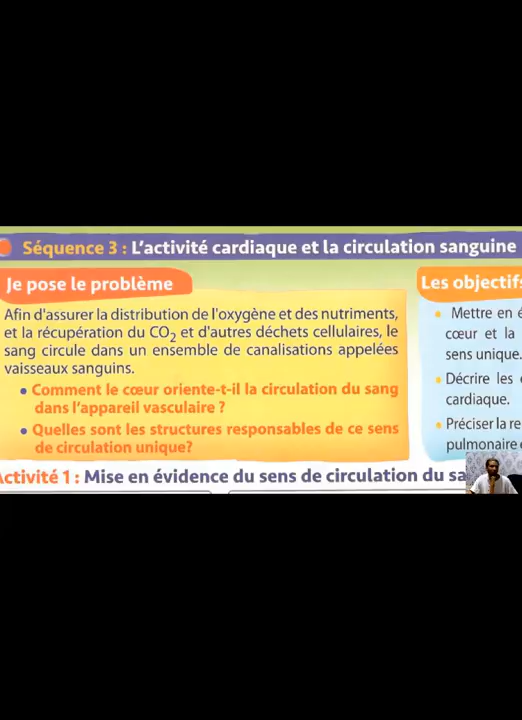 Séquence 3 : L'activité cardiaque et la circulation sanguine
Je pose le problème
Afin d'assurer la distribution de l'oxygène et des nutriments,
et la récupération du CO2 et d'autres déchets cellulaires, le
sang circule dans un ensemble de canalisations appelées
vaisseaux sanguins.
• Comment le cœur oriente-t-il la circulation du sang
dans l'appareil vasculaire ?
• Quelles sont les structures responsables de ce sens
de circulation unique?
Les objectifs
• Mettre en
cœur et la
sens unique.
• Décrire les
cardiaque.
• Préciser la
pulmonaire
Activité 1 : Mise en évidence du sens de circulation du